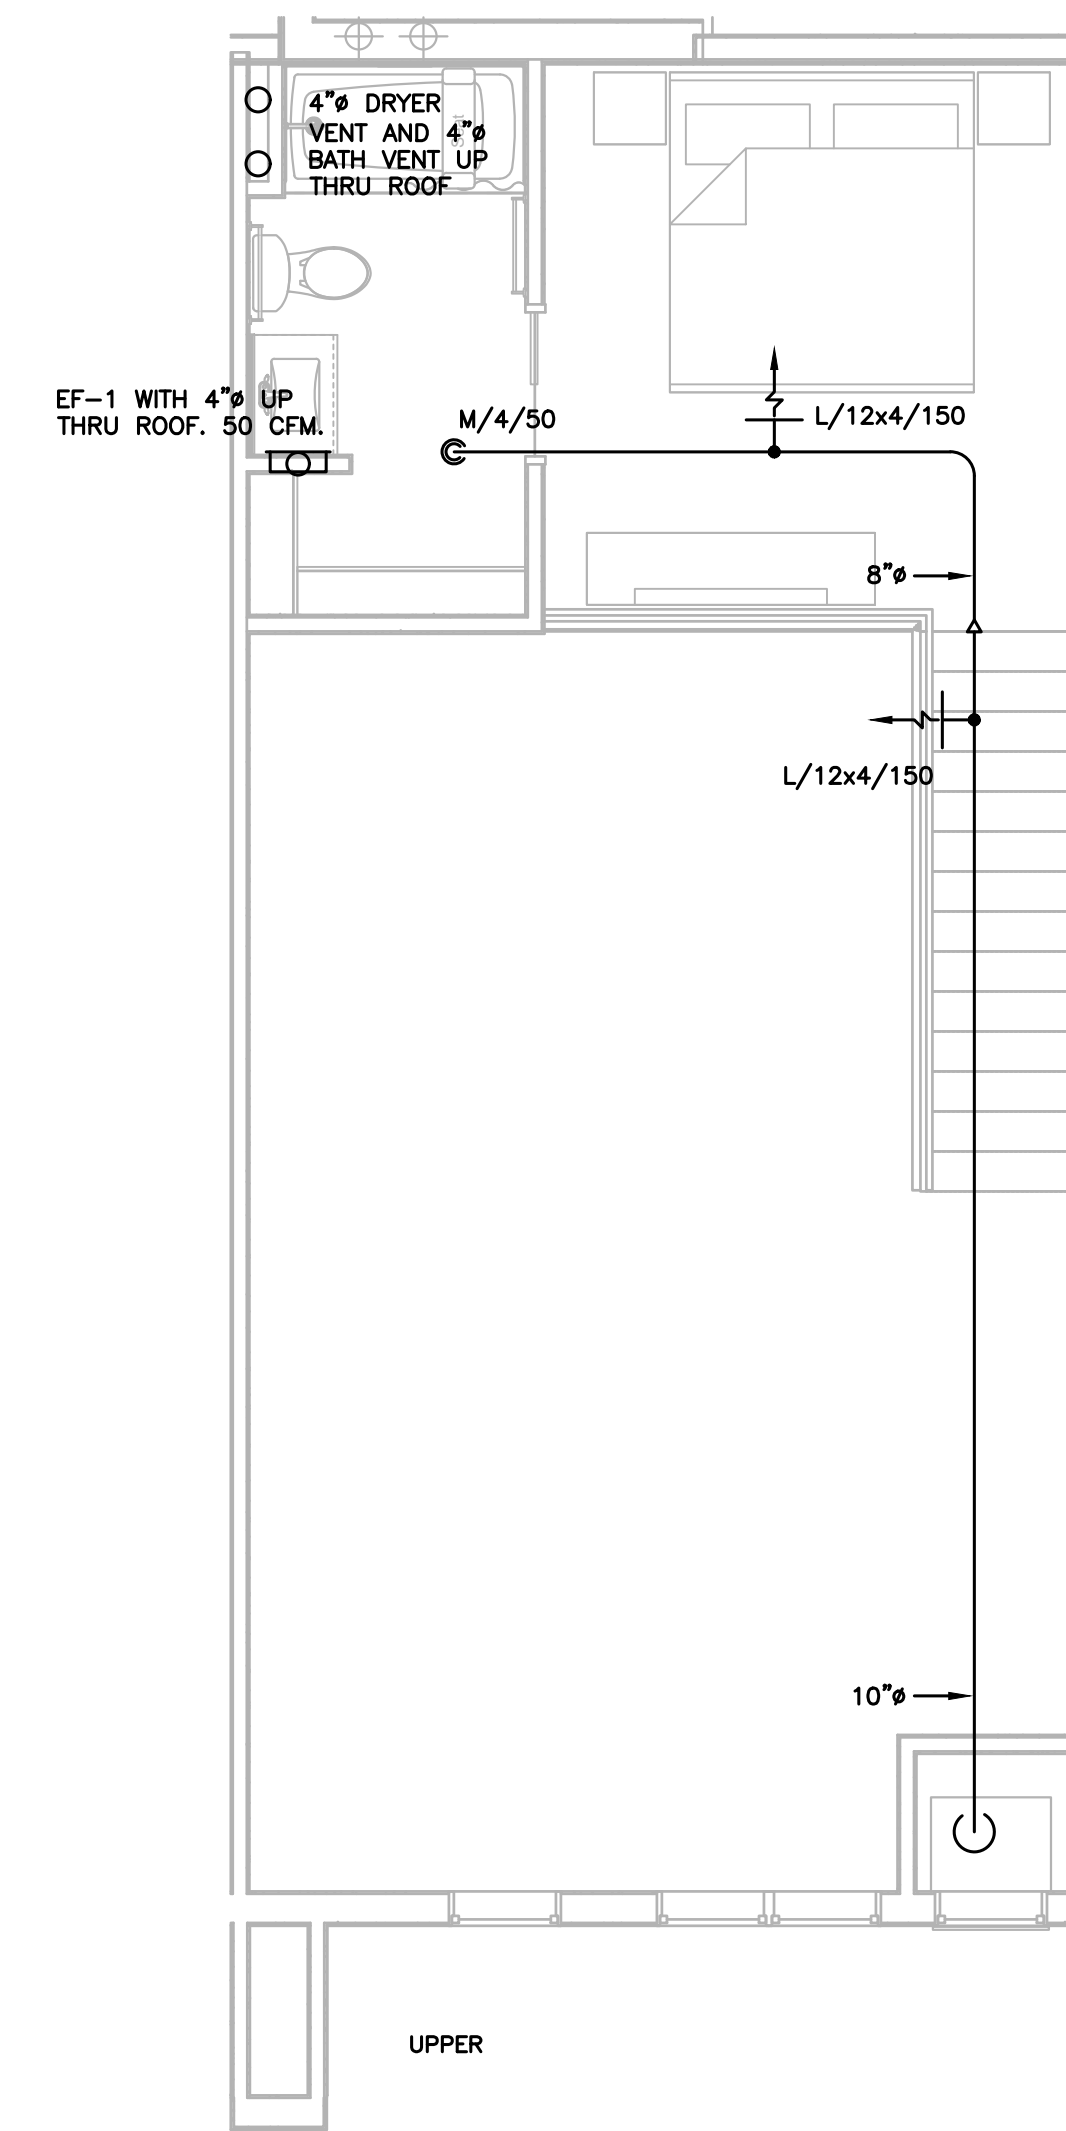 4"ø DRYER
VENT AND 4"ø
BATH VENT UP
THRU ROOF
Seat
EF-1 WITH 4"ø UP
THRU ROOF. 50 CFM.
M/4/50
L/12x4/150
8"ø
L/12x4/150
10"ø
UPPER